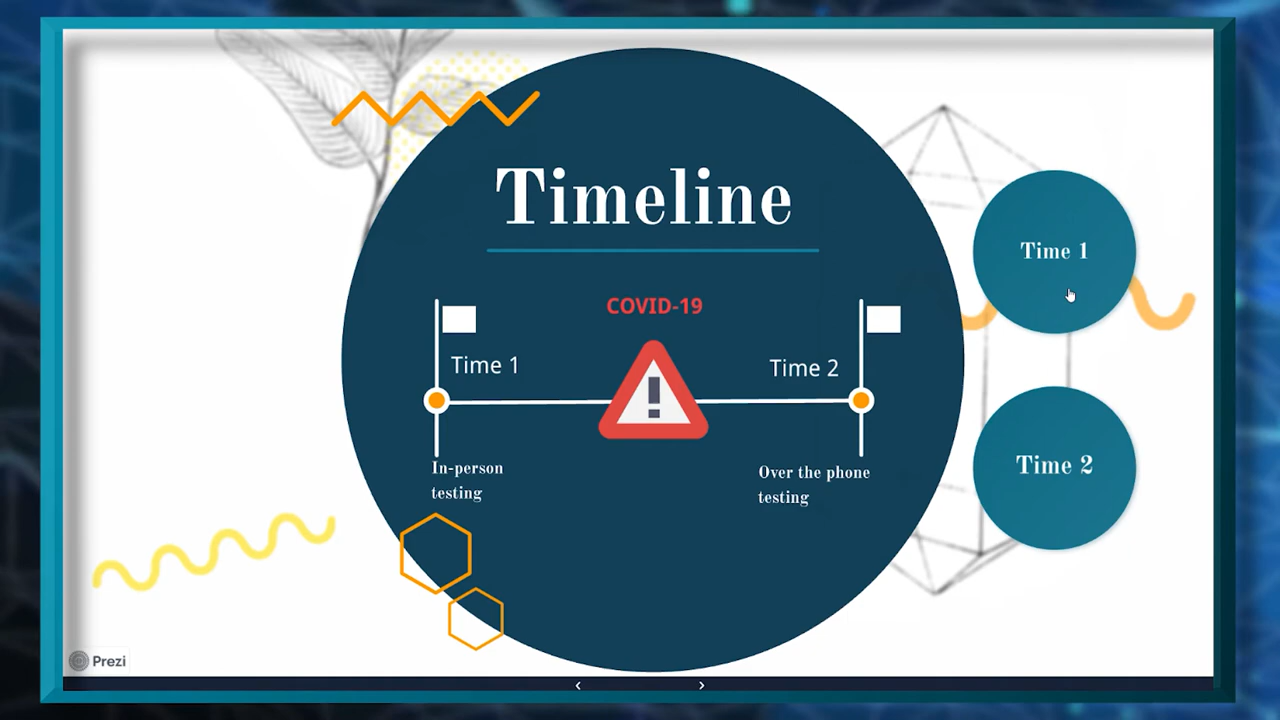 Timeline
COVID-19
Time 1
Time 2
In-person
testing
Over the phone
testing
Time 1
Time 2
Prezi